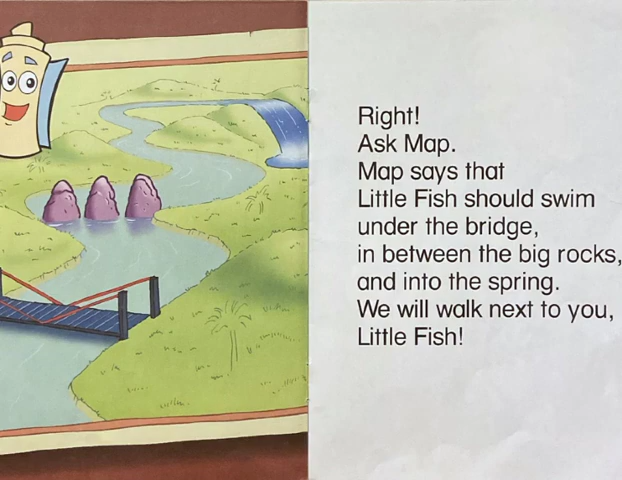 Right!
Ask Map.
Map says that
Little Fish should swim
under the bridge,
in between the big rocks,
and into the spring.
We will walk next to you,
Little Fish!